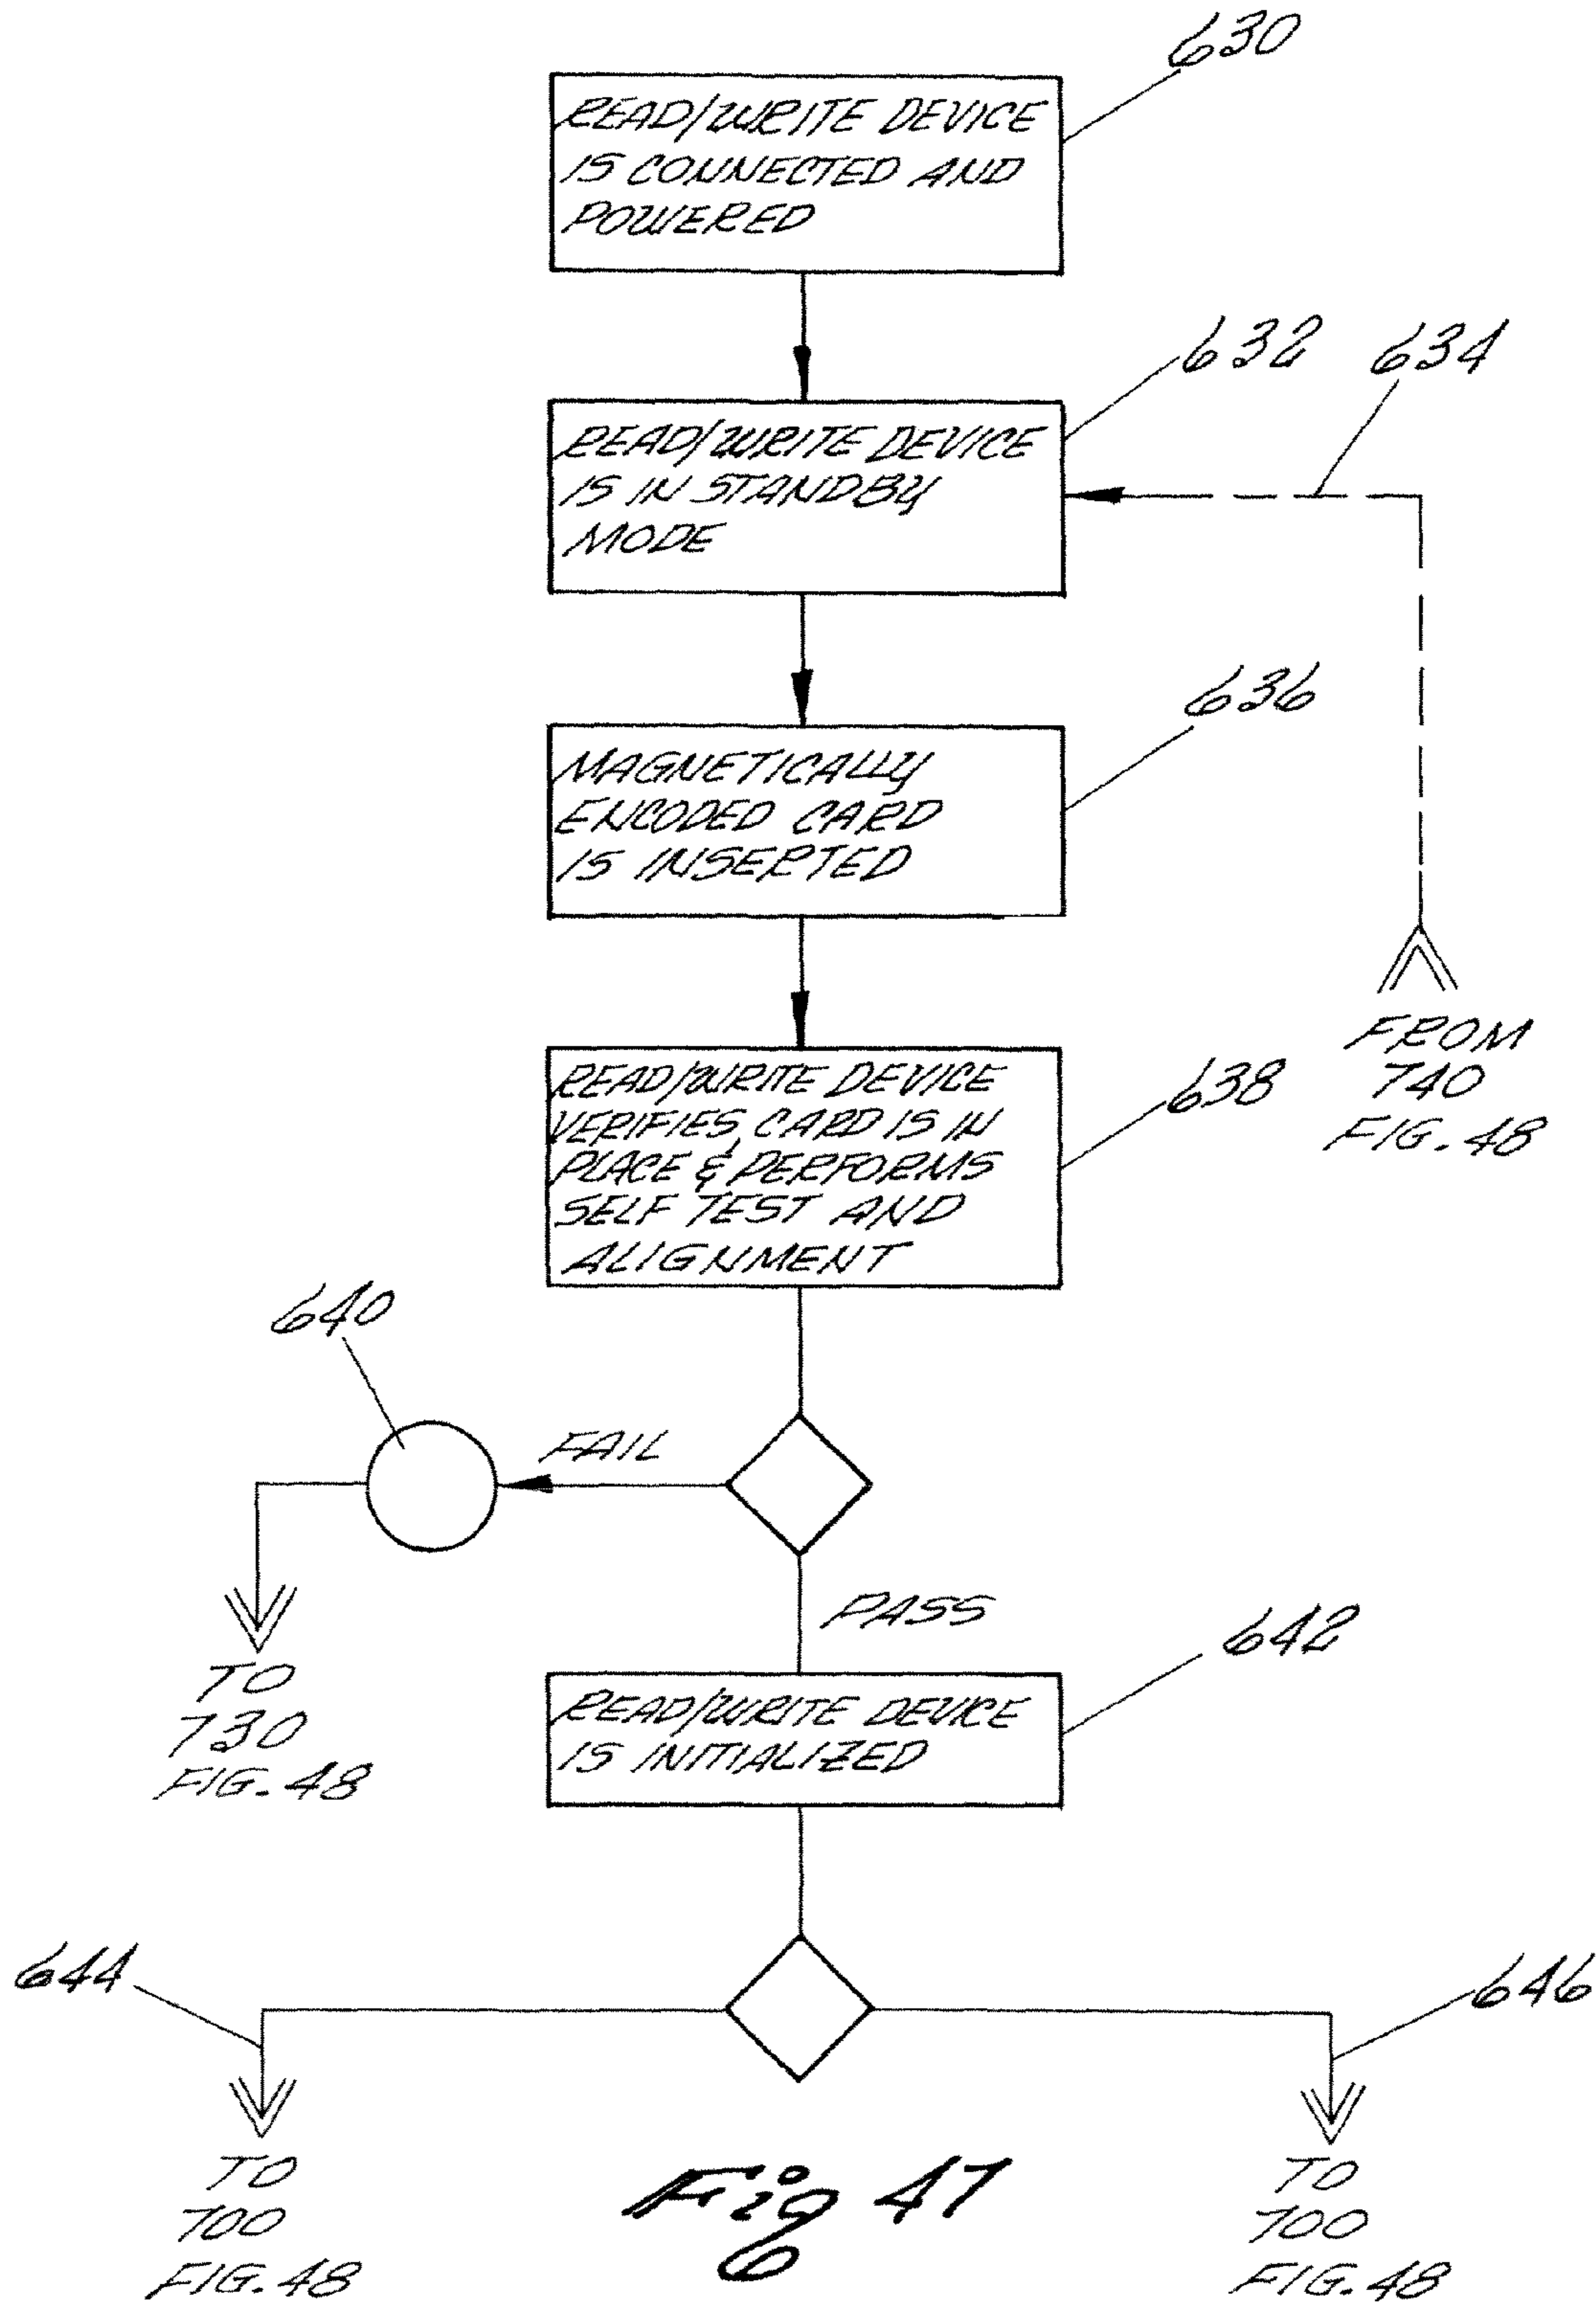 630
READ/WRITE DEVICE
IS CONNECTED AND
POWERED
632
634
READ/WRITE DEVICE
IS IN STANDBY
MODE
636
MAGNETICALLY
ENCODED CARD
IS INSERTED
FROM
740
FIG. 48
638
READ/WRITE DEVICE
VERIFIES CARD IS IN
PLACE & PERFORMS
SELF TEST AND
ALIGNMENT
640
FAIL
PASS
TO
730
FIG. 48
642
READ/WRITE DEVICE
IS INITIALIZED
644
646
TO
700
FIG. 48
TO
700
FIG. 48
Fig 47